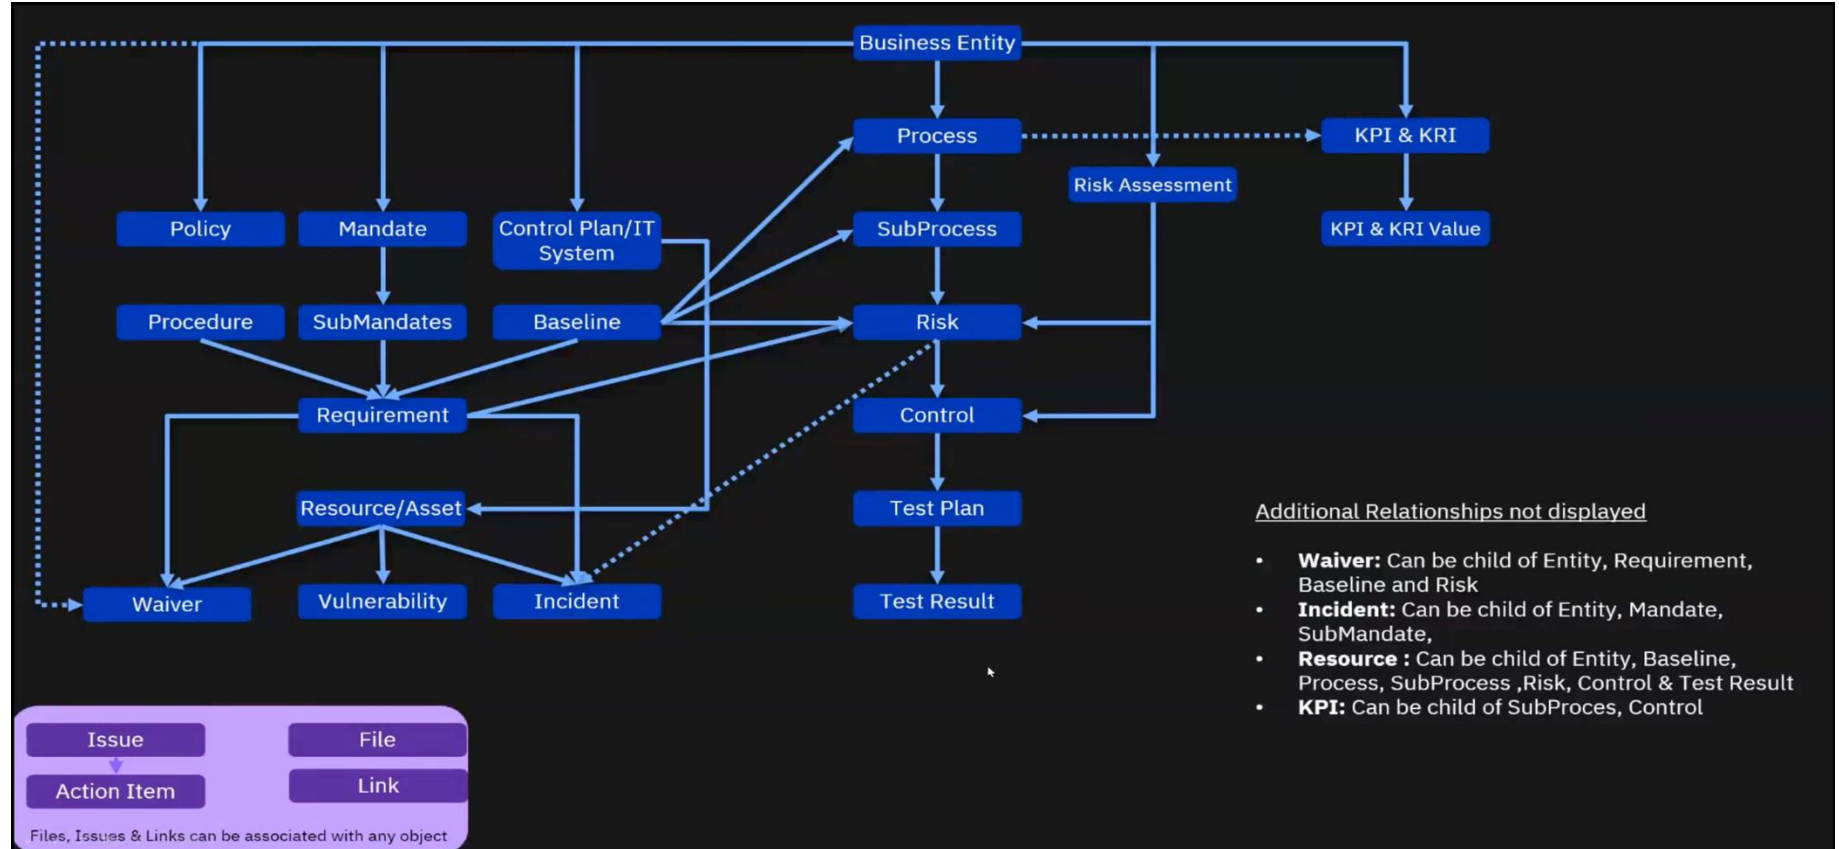 Business Entity
Process
KPI & KRI
Risk Assessment
Policy
Mandate
Control Plan/IT
System
SubProcess
KPI & KRI Value
Procedure
SubMandates
Baseline
Risk
Requirement
Control
Resource/Asset
Test Plan
Waiver
Vulnerability
Incident
Test Result
Additional Relationships not displayed
• Waiver: Can be child of Entity, Requirement,
Baseline and Risk
• Incident: Can be child of Entity, Mandate,
SubMandate,
• Resource : Can be child of Entity, Baseline,
Process, SubProcess ,Risk, Control & Test Result
• KPI: Can be child of SubProces, Control
Issue
File
Action Item
Link
Files, Issues & Links can be associated with any object